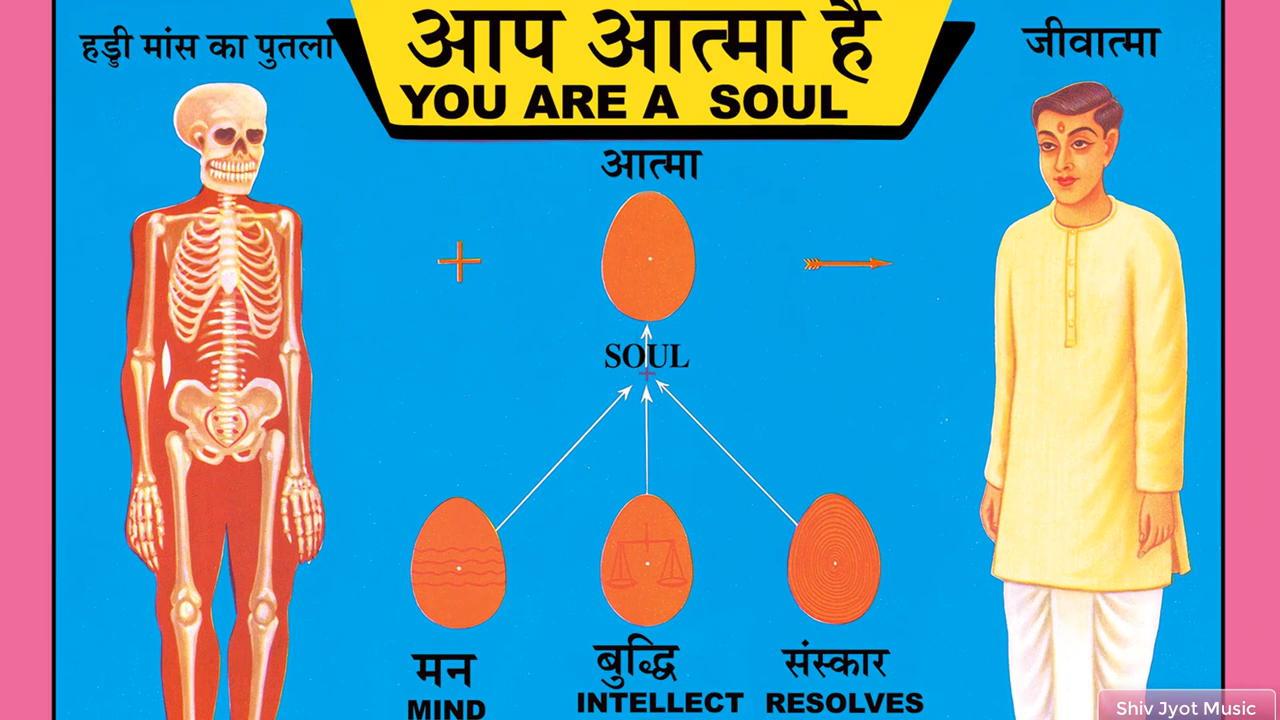 आप आत्मा है
YOU ARE A SOUL
हड्डी मांस का पुतला
जीवात्मा
आत्मा
SOUL
मन
MIND
बुद्धि
INTELLECT
संस्कार
RESOLVES
Shiv Jyot Music